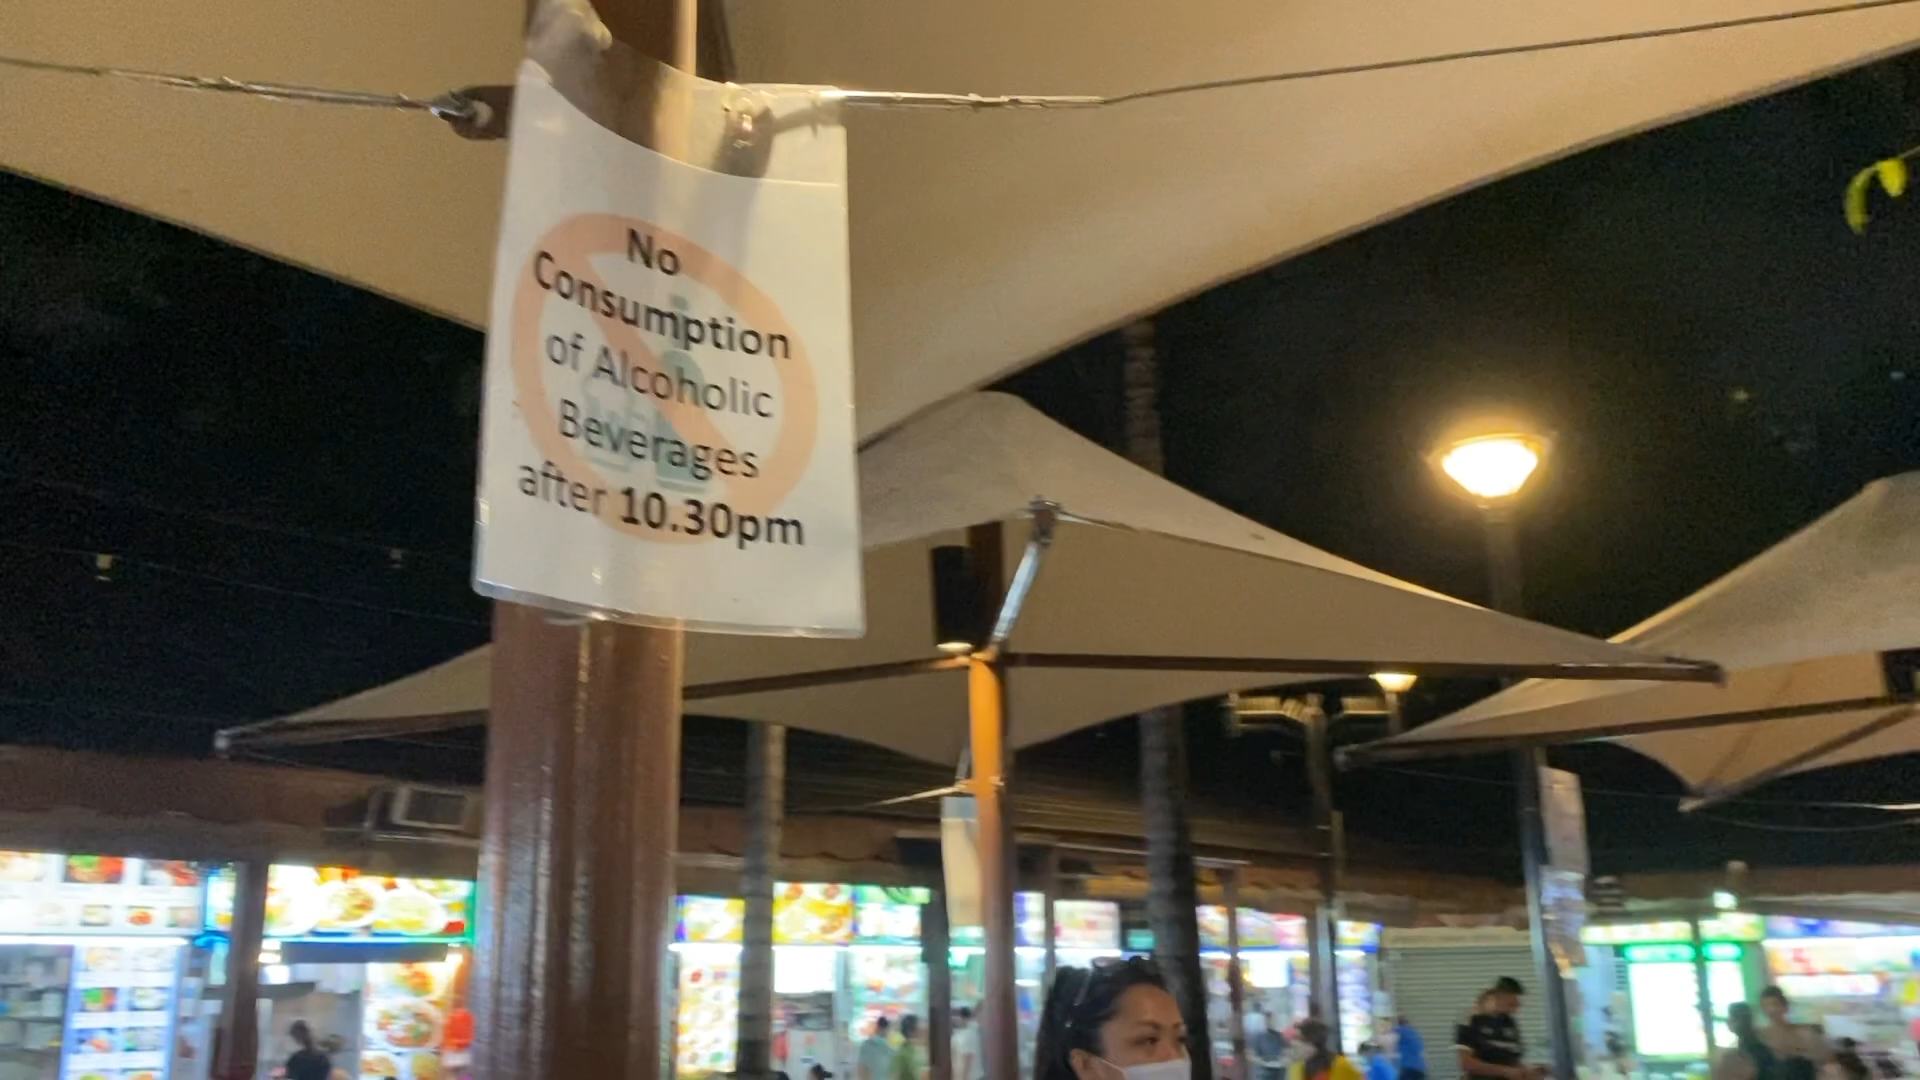 No
Consumption
of Alcoholic
Beverages
after 10.30pm